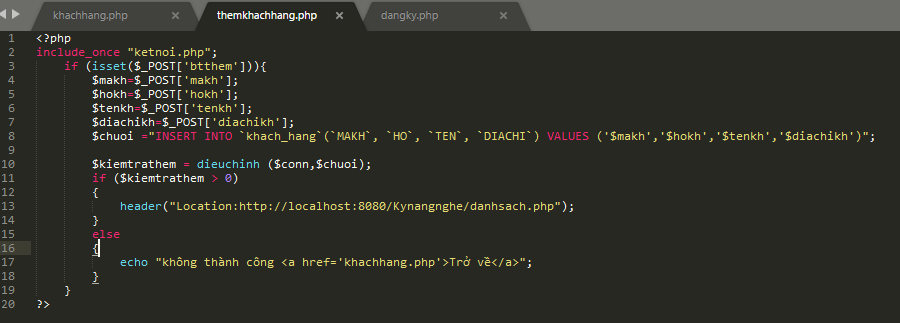 khachhang.php × themkhachhang.php × dangky.php ×
1 <?php
2 include_once "ketnoi.php";
3 if (isset($_POST['btthem'])){
4 $makh=$_POST['makh'];
5 $hokh=$_POST['hokh'];
6 $tenkh=$_POST['tenkh'];
7 $diachikh=$_POST['diachikh'];
8 $chuoi ="INSERT INTO `khach_hang`(`MAKH`, `HO`, `TEN`, `DIACHI`) VALUES ('$makh','$hokh','$tenkh','$diachikh')";
9
10 $kiemtrathem = dieuchinh ($conn,$chuoi);
11 if ($kiemtrathem > 0)
12 {
13 header("Location:http://localhost:8080/Kynangnghe/danhsach.php");
14 }
15 else
16 {
17 echo "không thành công <a href='khachhang.php'>Trở về</a>";
18 }
19 }
20 ?>